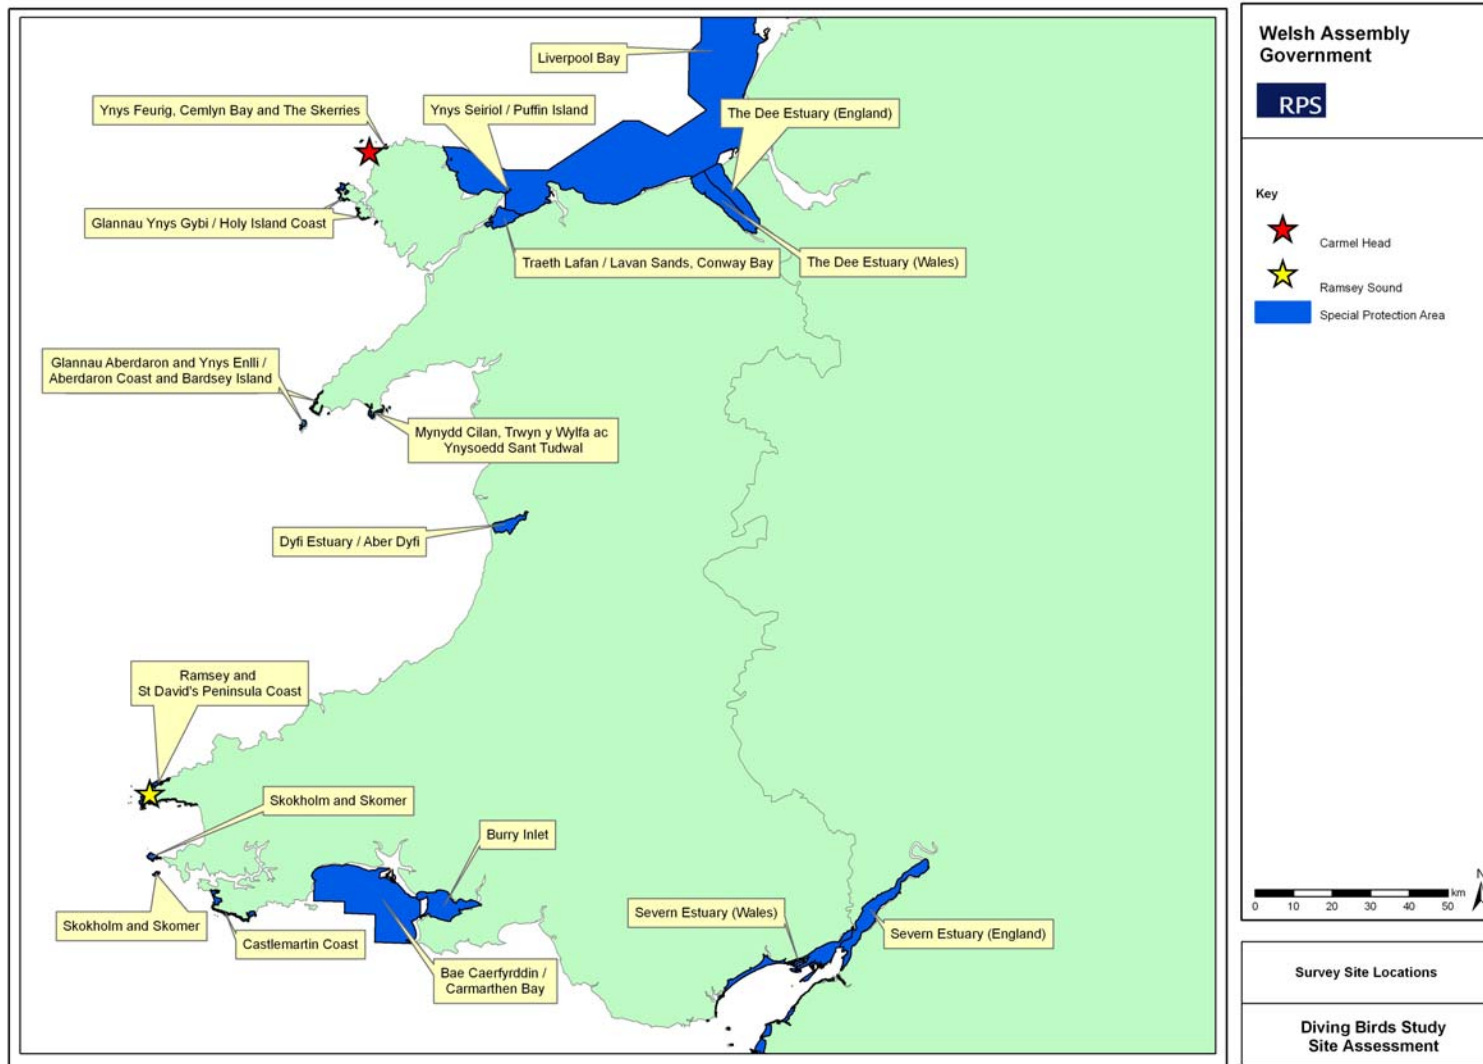 Liverpool Bay
Ynys Feurig, Cemlyn Bay and The Skerries
Ynys Seiriol / Puffin Island
The Dee Estuary (England)
Glannau Ynys Gybi / Holy Island Coast
Traeth Lafan / Lavan Sands, Conway Bay
The Dee Estuary (Wales)
Glannau Aberdaron and Ynys Enlli /
Aberdaron Coast and Bardsey Island
Mynydd Cilan, Trwyn y Wylfa ac
Ynysoedd Sant Tudwal
Dyfi Estuary / Aber Dyfi
Ramsey and
St David's Peninsula Coast
Skokholm and Skomer
Burry Inlet
Skokholm and Skomer
Castlemartin Coast
Bae Caerfyrddin /
Carmarthen Bay
Severn Estuary (Wales)
Severn Estuary (England)
Welsh Assembly
Government
RPS
Key
Carmel Head
Ramsey Sound
Special Protection Area
N
km
0 10 20 30 40 50
Survey Site Locations
Diving Birds Study
Site Assessment